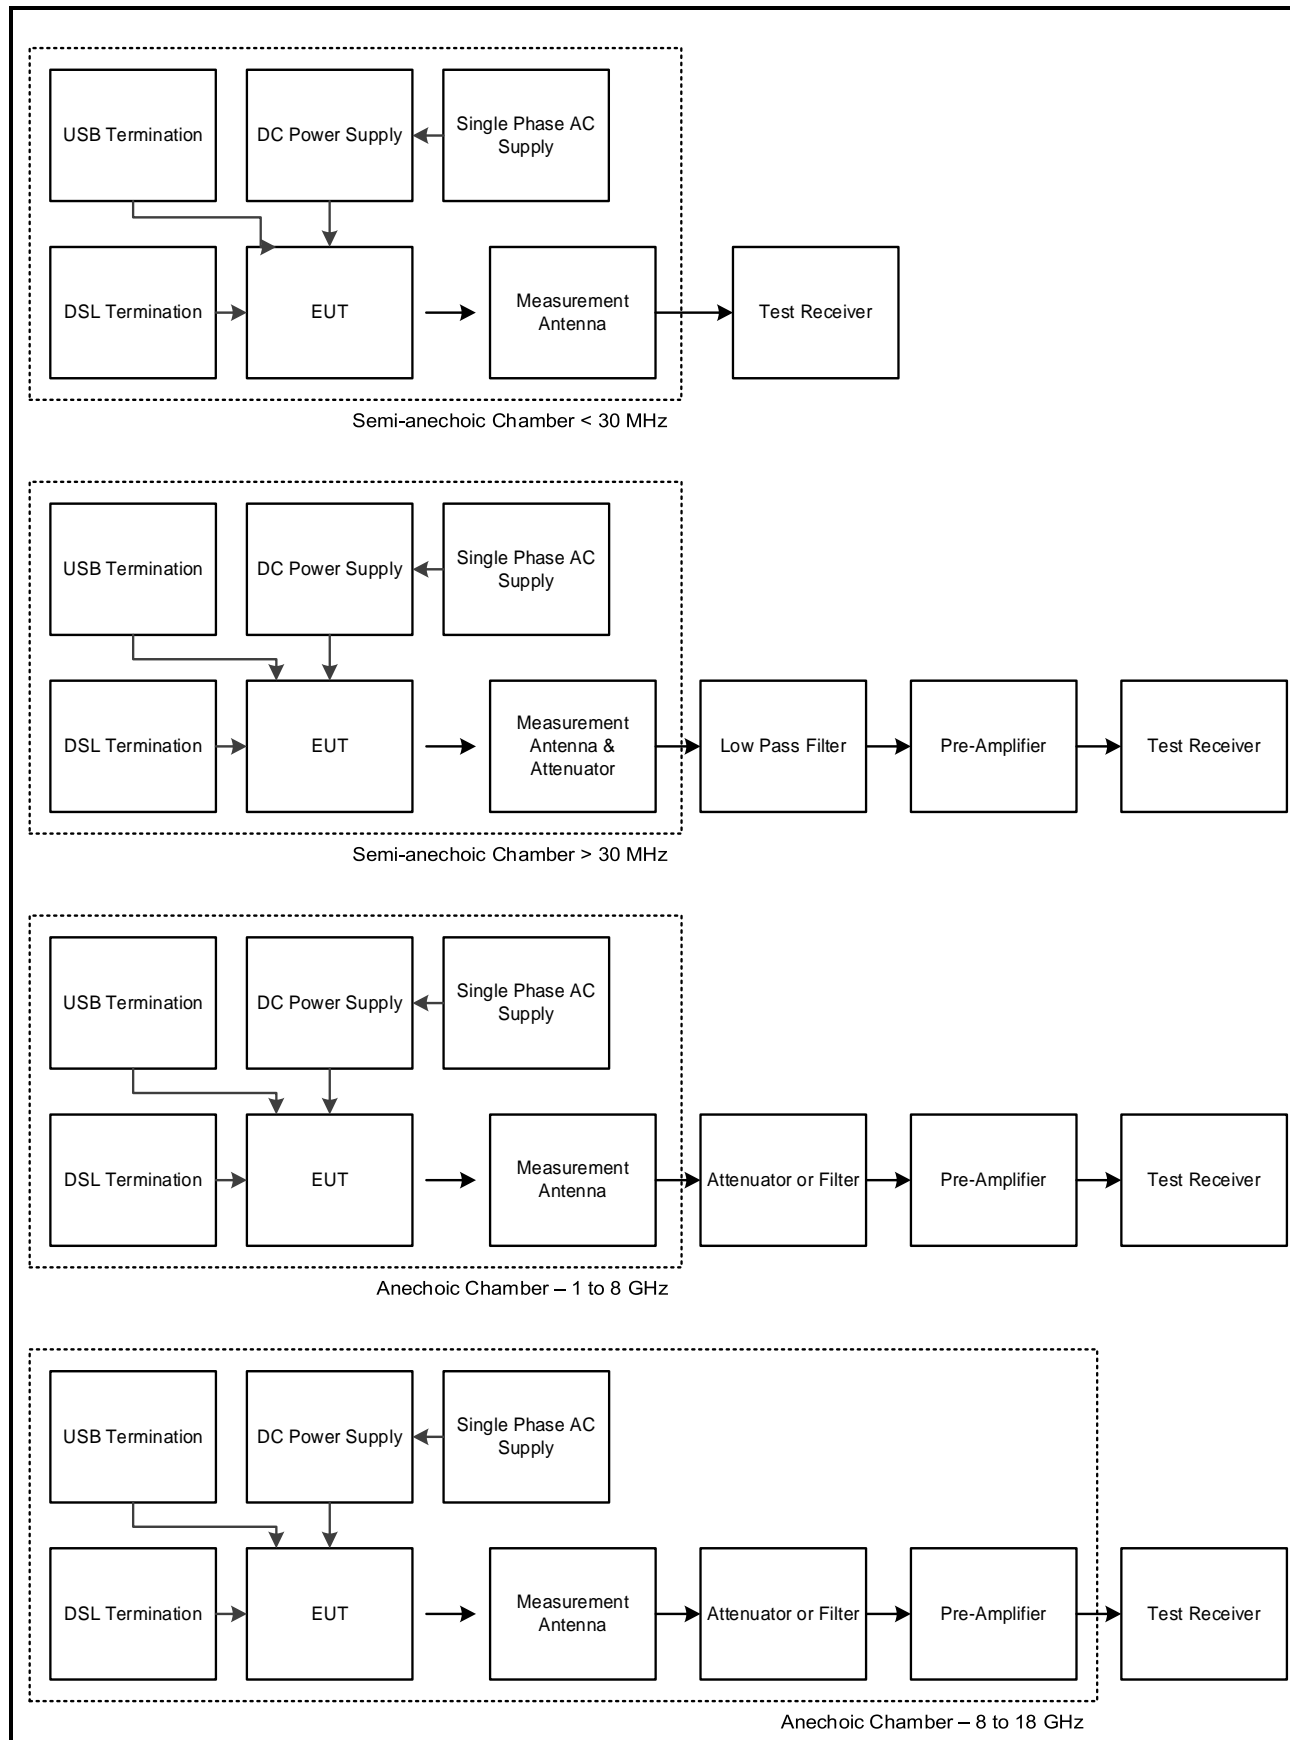 USB Termination
DC Power Supply
Single Phase AC
Supply
DSL Termination
EUT
Measurement
Antenna
Test Receiver
Semi-anechoic Chamber < 30 MHz
USB Termination
DC Power Supply
Single Phase AC
Supply
DSL Termination
EUT
Measurement
Antenna &
Attenuator
Low Pass Filter
Pre-Amplifier
Test Receiver
Semi-anechoic Chamber > 30 MHz
USB Termination
DC Power Supply
Single Phase AC
Supply
DSL Termination
EUT
Measurement
Antenna
Attenuator or Filter
Pre-Amplifier
Test Receiver
Anechoic Chamber – 1 to 8 GHz
USB Termination
DC Power Supply
Single Phase AC
Supply
DSL Termination
EUT
Measurement
Antenna
Attenuator or Filter
Pre-Amplifier
Test Receiver
Anechoic Chamber – 8 to 18 GHz